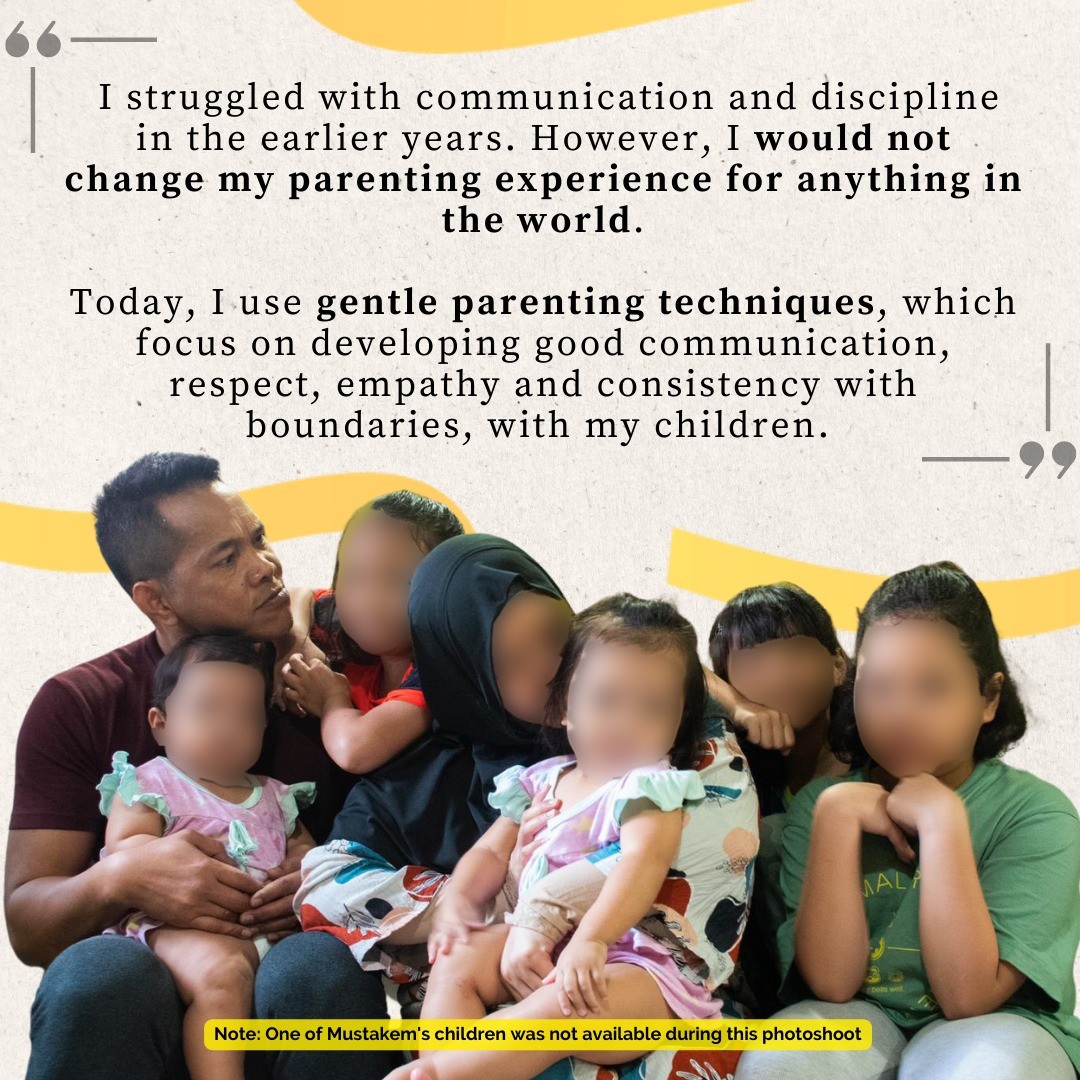 I struggled with communication and discipline
in the earlier years. However, I would not
change my parenting experience for anything in
the world.
Today, I use gentle parenting techniques, which
focus on developing good communication,
respect, empathy and consistency with
boundaries, with my children.
Note: One of Mustakem's children was not available during this photoshoot